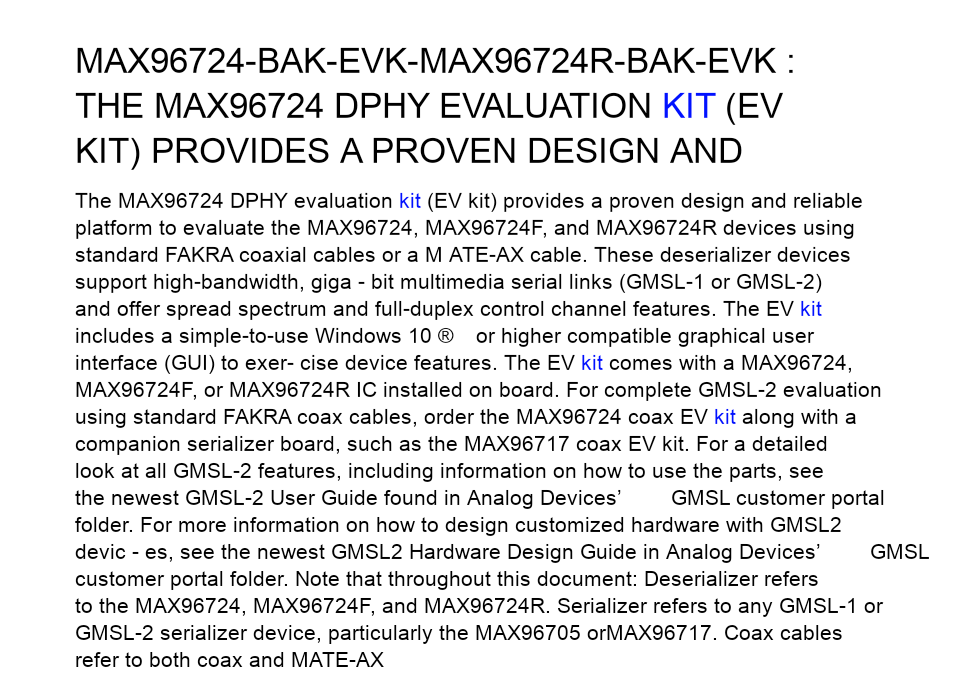 MAX96724-BAK-EVK-MAX96724R-BAK-EVK :
THE MAX96724 DPHY EVALUATION KIT (EV
KIT) PROVIDES A PROVEN DESIGN AND
The MAX96724 DPHY evaluation kit (EV kit) provides a proven design and reliable
platform to evaluate the MAX96724, MAX96724F, and MAX96724R devices using
standard FAKRA coaxial cables or a M ATE-AX cable. These deserializer devices
support high-bandwidth, giga - bit multimedia serial links (GMSL-1 or GMSL-2)
and offer spread spectrum and full-duplex control channel features. The EV kit
includes a simple-to-use Windows 10 ® or higher compatible graphical user
interface (GUI) to exer- cise device features. The EV kit comes with a MAX96724,
MAX96724F, or MAX96724R IC installed on board. For complete GMSL-2 evaluation
using standard FAKRA coax cables, order the MAX96724 coax EV kit along with a
companion serializer board, such as the MAX96717 coax EV kit. For a detailed
look at all GMSL-2 features, including information on how to use the parts, see
the newest GMSL-2 User Guide found in Analog Devices’ GMSL customer portal
folder. For more information on how to design customized hardware with GMSL2
devic - es, see the newest GMSL2 Hardware Design Guide in Analog Devices’ GMSL
customer portal folder. Note that throughout this document: Deserializer refers
to the MAX96724, MAX96724F, and MAX96724R. Serializer refers to any GMSL-1 or
GMSL-2 serializer device, particularly the MAX96705 orMAX96717. Coax cables
refer to both coax and MATE-AX